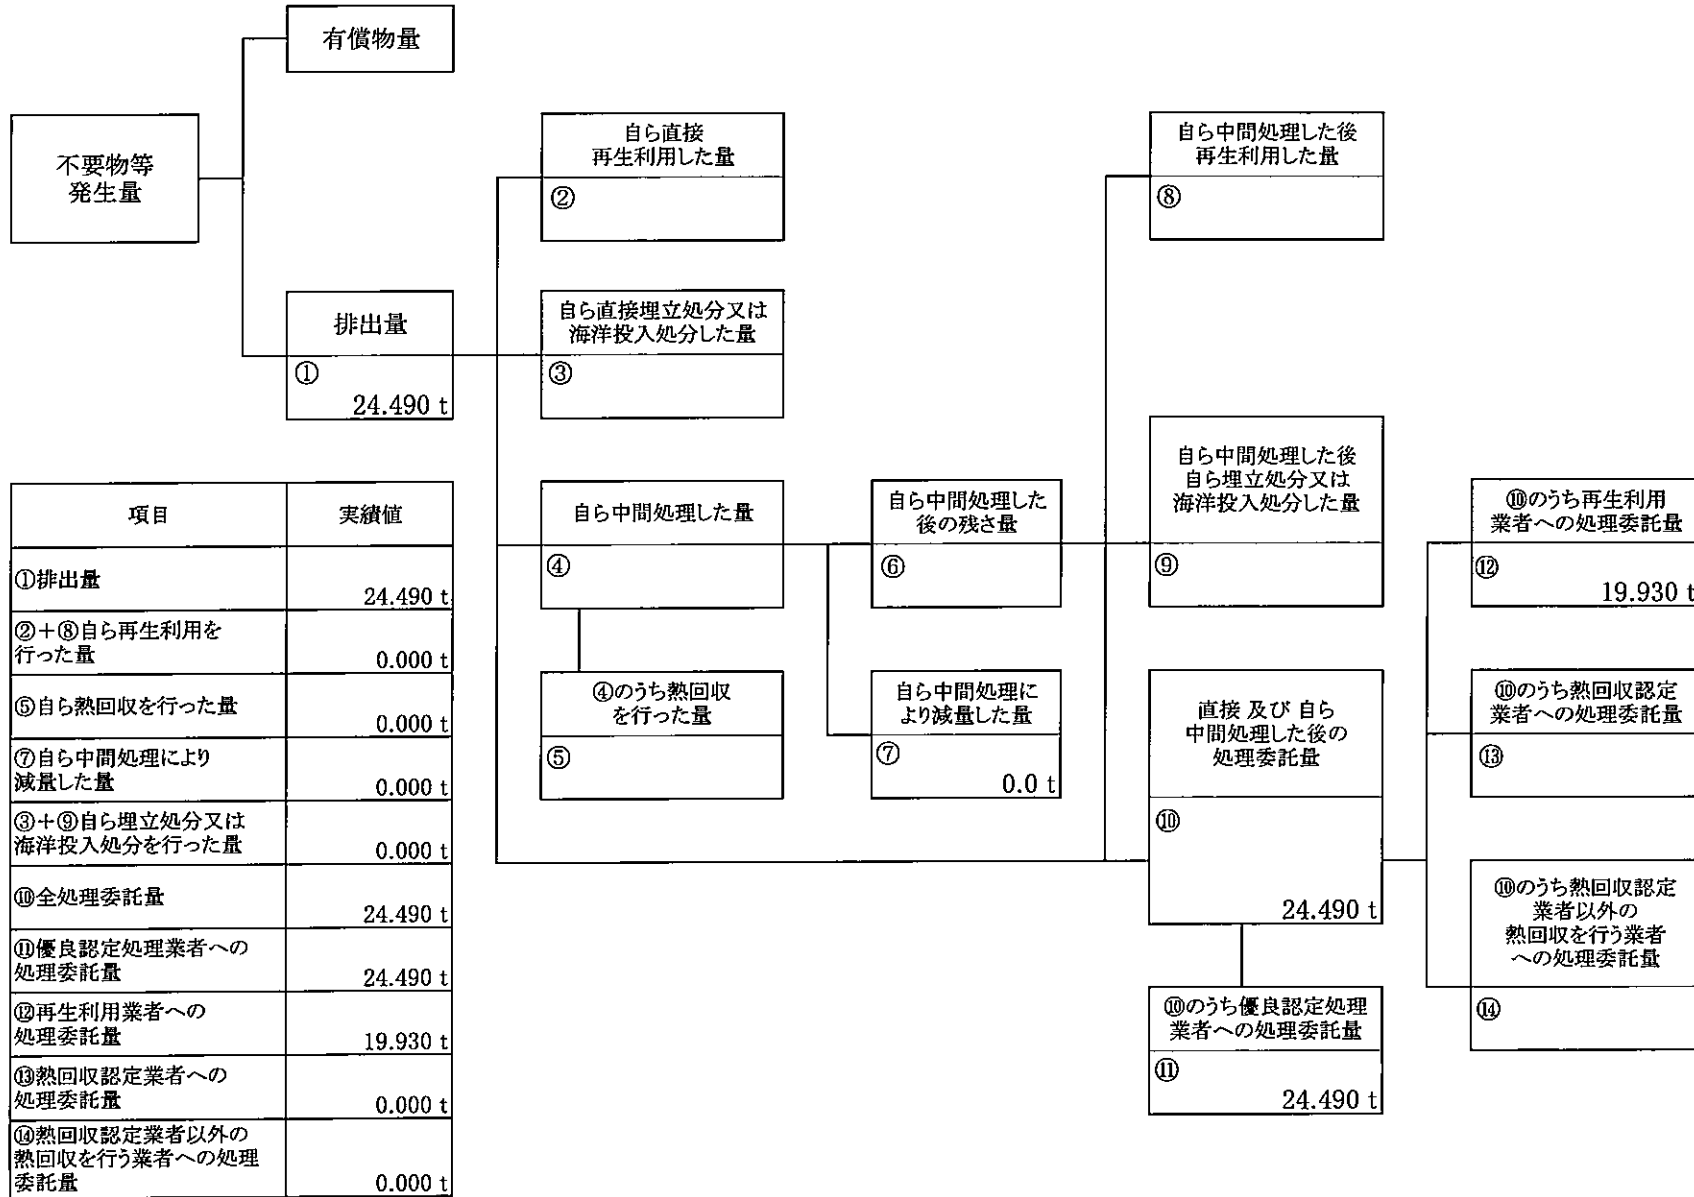 有償物量
不要物等
発生量
排出量
①
24.490 t
自ら直接
再生利用した量
②
自ら直接埋立処分又は
海洋投入処分した量
③
自ら中間処理した量
④
④のうち熱回収
を行った量
⑤
自ら中間処理した
後の残さ量
⑥
自ら中間処理に
より減量した量
⑦
0.0 t
自ら中間処理した後
再生利用した量
⑧
自ら中間処理した後
自ら埋立処分又は
海洋投入処分した量
⑨
直接 及び 自ら
中間処理した後の
処理委託量
⑩
24.490 t
⑩のうち優良認定処理
業者への処理委託量
⑪
24.490 t
⑩のうち再生利用
業者への処理委託量
⑫
19.930 t
⑩のうち熱回収認定
業者への処理委託量
⑬
⑩のうち熱回収認定
業者以外の
熱回収を行う業者
への処理委託量
⑭
項目 実績値
①排出量
24.490 t
②+⑧自ら再生利用を
行った量
0.000 t
⑤自ら熱回収を行った量
0.000 t
⑦自ら中間処理により
減量した量
0.000 t
③+⑨自ら埋立処分又は
海洋投入処分を行った量
0.000 t
⑩全処理委託量
24.490 t
⑪優良認定処理業者への
処理委託量
24.490 t
⑫再生利用業者への
処理委託量
19.930 t
⑬熱回収認定業者への
処理委託量
0.000 t
⑭熱回収認定業者以外の
熱回収を行う業者への処理
委託量
0.000 t